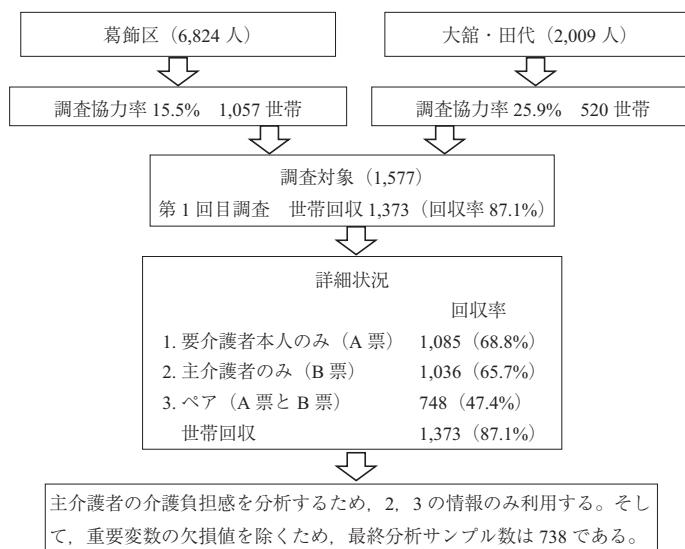 葛飾区（6,824 人）
大舘・田代（2,009 人）
調査協力率 15.5%　1,057 世帯
調査協力率 25.9%　520 世帯
調査対象（1,577）
第 1 回目調査　世帯回収 1,373（回収率 87.1%）
詳細状況
回収率
1. 要介護者本人のみ（A 票）　1,085（68.8%）
2. 主介護者のみ（B 票）　1,036（65.7%）
3. ペア（A 票と B 票）　748（47.4%）
世帯回収　1,373（87.1%）
主介護者の介護負担感を分析するため，2，3 の情報のみ利用する。そし
て，重要変数の欠損値を除くため，最終分析サンプル数は 738 である。